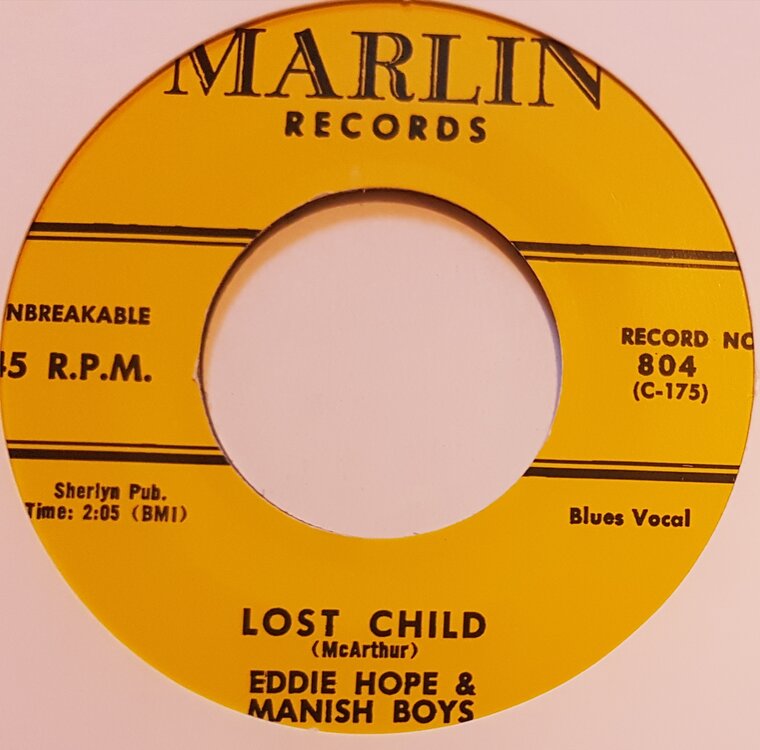 MARLIN
RECORDS
NBREAKABLE
45 R.P.M.
RECORD NO
804
(C-175)
Sherlyn Pub.
Time: 2:05 (BMI)
Blues Vocal
LOST CHILD
(McArthur)
EDDIE HOPE &
MANISH BOYS